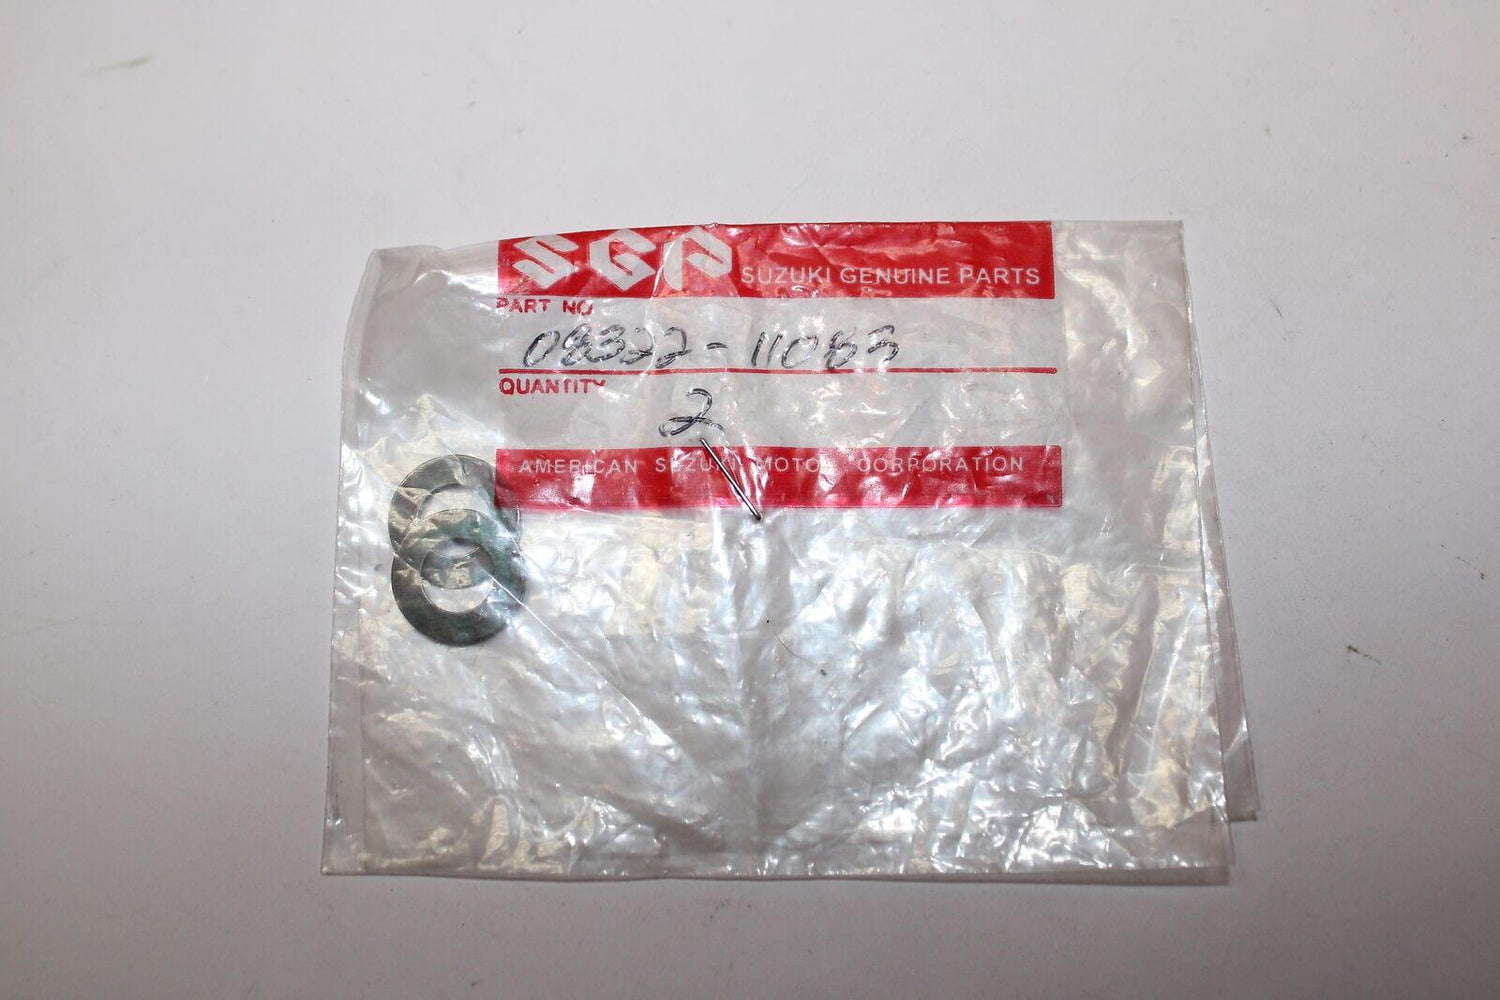 SGP SUZUKI GENUINE PARTS
PART NO
08322-11083
QUANTITY
2
AMERICAN SUZUKI MOTOR CORPORATION